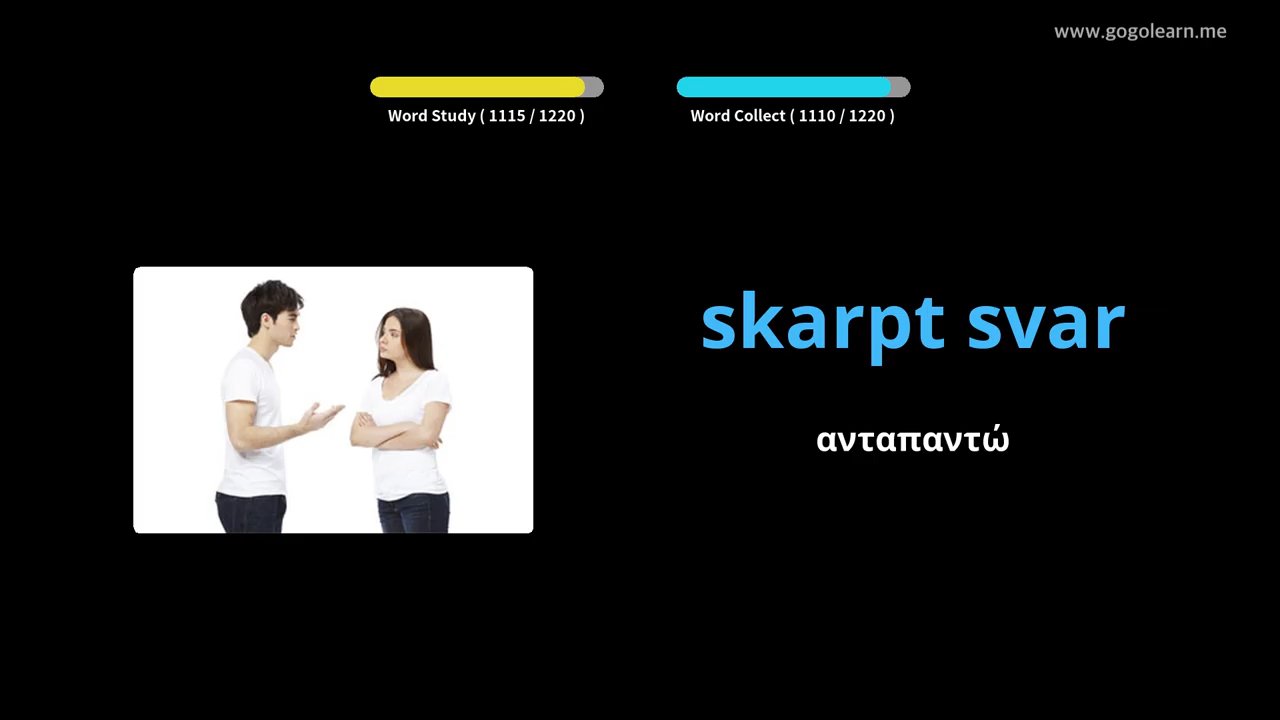 www.gogolearn.me
Word Study ( 1115 / 1220 )
Word Collect ( 1110 / 1220 )
skarpt svar
ανταπαντώ